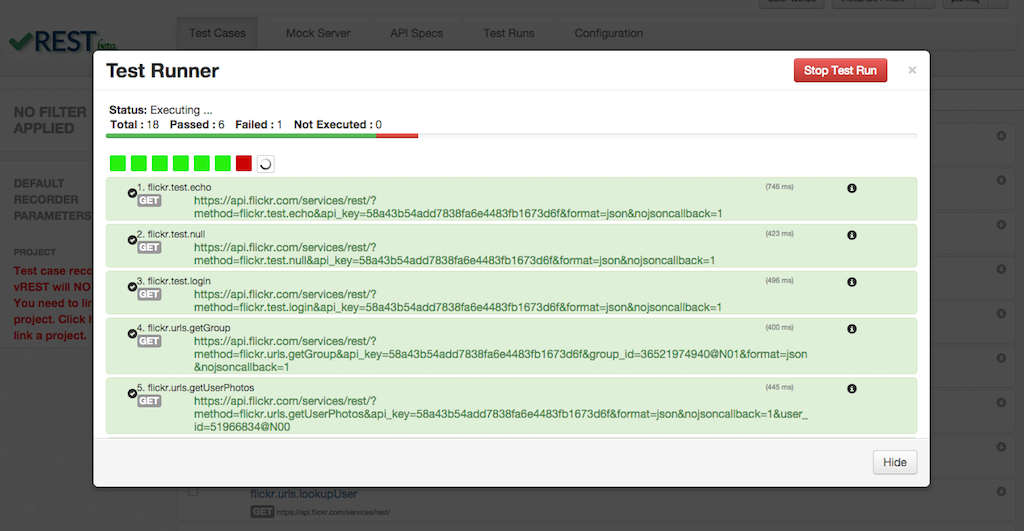 vREST beta
Test Cases
Mock Server
API Specs
Test Runs
Configuration
Test Runner
Stop Test Run
×
NO FILTER
APPLIED
DEFAULT
RECORDER
PARAMETERS
PROJECT
Test case reco
vREST will NO
You need to lin
project. Click h
link a project.
Status: Executing ...
Total : 18 Passed : 6 Failed : 1 Not Executed : 0
1. flickr.test.echo
(746 ms)
GET
https://api.flickr.com/services/rest/?
method=flickr.test.echo&api_key=58a43b54add7838fa6e4483fb1673d6f&format=json&nojsoncallback=1
2. flickr.test.null
(423 ms)
GET
https://api.flickr.com/services/rest/?
method=flickr.test.null&api_key=58a43b54add7838fa6e4483fb1673d6f&format=json&nojsoncallback=1
3. flickr.test.login
(496 ms)
GET
https://api.flickr.com/services/rest/?
method=flickr.test.login&api_key=58a43b54add7838fa6e4483fb1673d6f&format=json&nojsoncallback=1
4. flickr.urls.getGroup
(400 ms)
GET
https://api.flickr.com/services/rest/?
method=flickr.urls.getGroup&api_key=58a43b54add7838fa6e4483fb1673d6f&group_id=36521974940@N01&format=json
&nojsoncallback=1
5. flickr.urls.getUserPhotos
(445 ms)
GET
https://api.flickr.com/services/rest/?
method=flickr.urls.getUserPhotos&api_key=58a43b54add7838fa6e4483fb1673d6f&format=json&nojsoncallback=1&user_
id=51966834@N00
Hide
flickr.urls.lookupUser
GET https://api.flickr.com/services/rest/